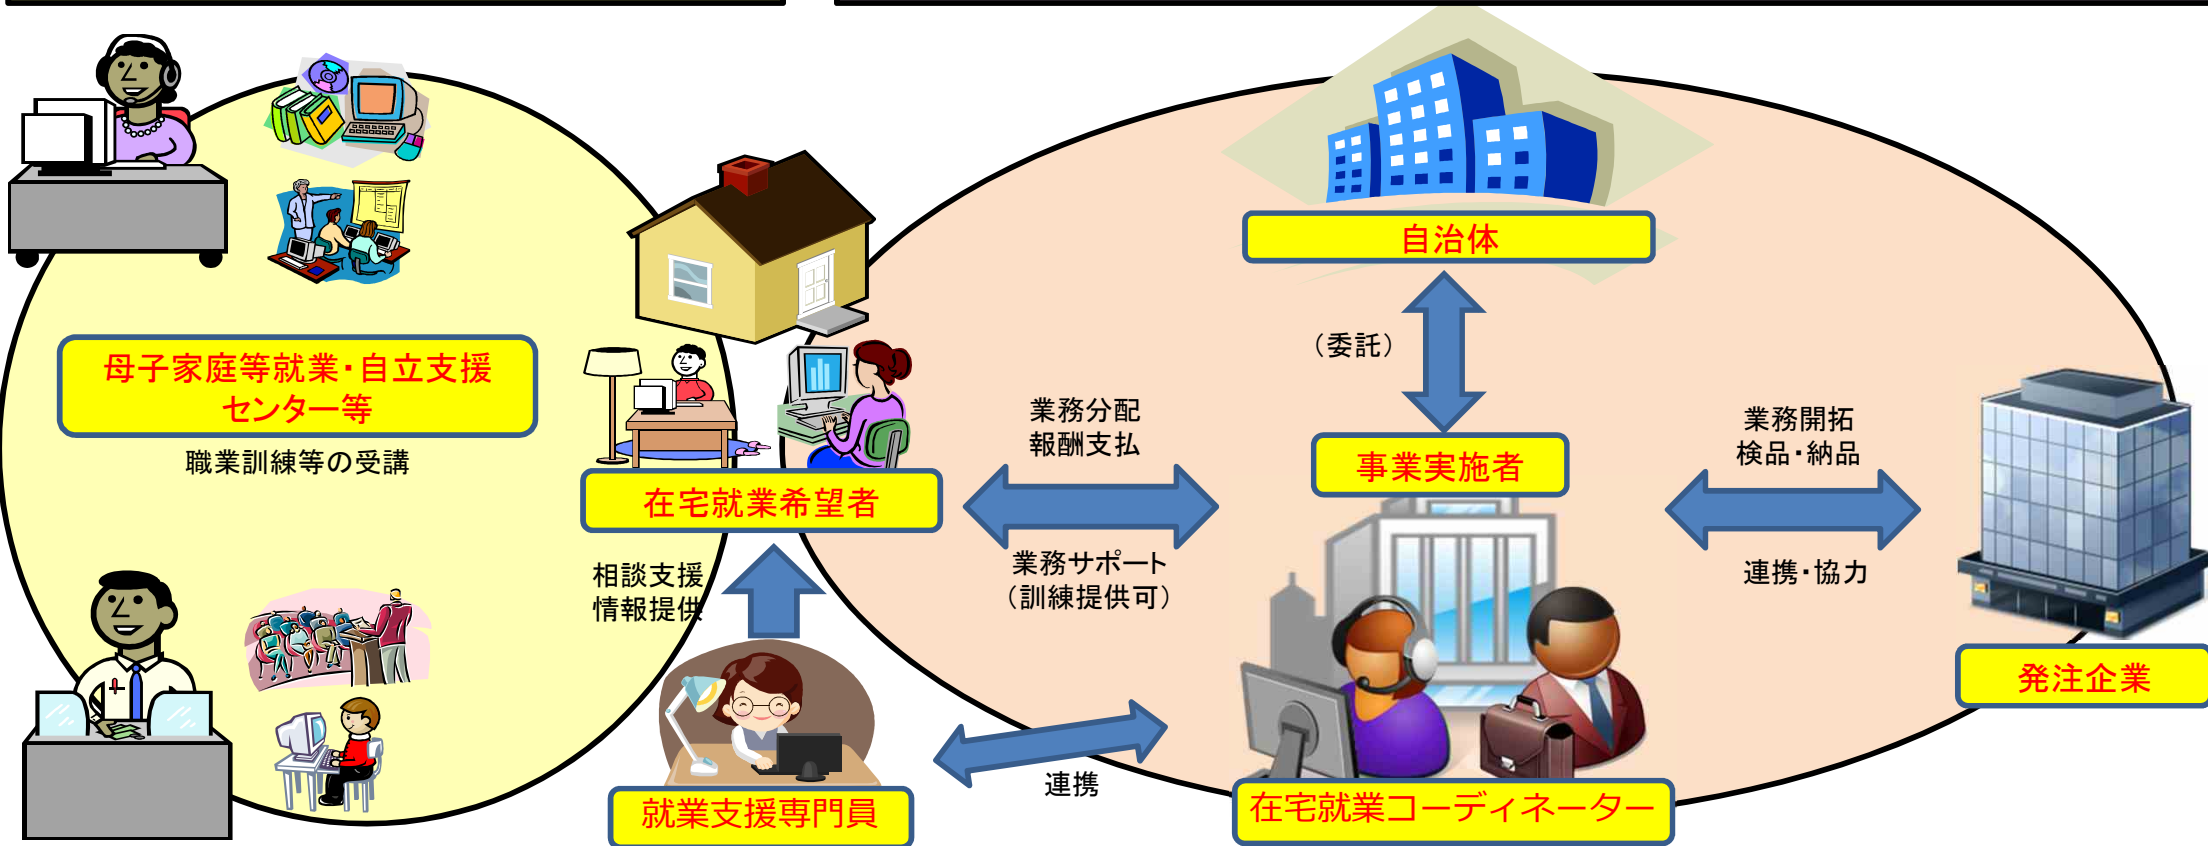 自治体
(委託)
母子家庭等就業・自立支援
センター等
職業訓練等の受講
在宅就業希望者
業務分配
報酬支払
業務サポート
(訓練提供可)
事業実施者
業務開拓
検品・納品
連携・協力
発注企業
相談支援
情報提供
就業支援専門員
連携
在宅就業コーディネーター